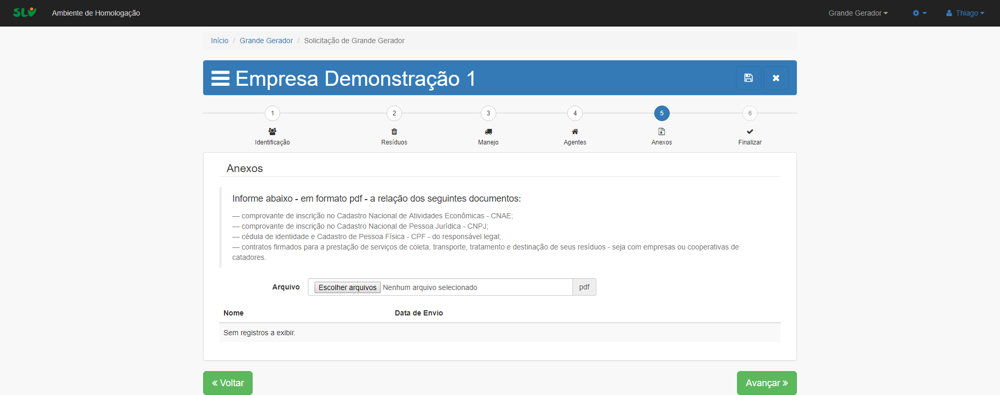 SLU
Ambiente de Homologação
Grande Gerador
Thiago
Início / Grande Gerador / Solicitação de Grande Gerador
Empresa Demonstração 1
1 2 3 4 5 6
Identificação Resíduos Manejo Agentes Anexos Finalizar
Anexos
Informe abaixo - em formato pdf - a relação dos seguintes documentos:
— comprovante de inscrição no Cadastro Nacional de Atividades Econômicas - CNAE;
— comprovante de inscrição no Cadastro Nacional de Pessoa Jurídica - CNPJ;
— cédula de identidade e Cadastro de Pessoa Física - CPF - do responsável legal;
— contratos firmados para a prestação de serviços de coleta, transporte, tratamento e destinação de seus resíduos - seja com empresas ou cooperativas de
catadores.
Arquivo Escolher arquivos Nenhum arquivo selecionado pdf
Nome Data de Envio
Sem registros a exibir.
« Voltar
Avançar »